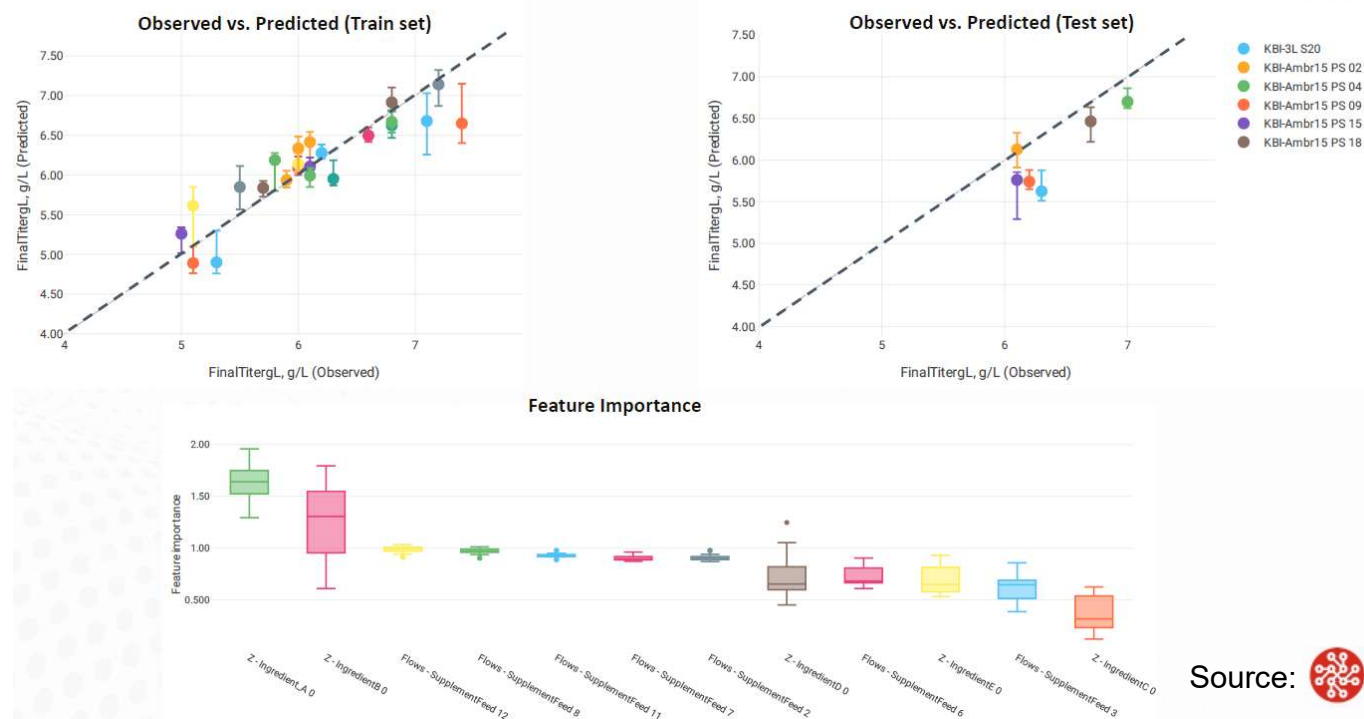 Observed vs. Predicted (Train set)
FinalTitergL, g/L (Predicted)
7.50
7.00
6.50
6.00
5.50
5.00
4.50
4.00
4
5
6
7
FinalTitergL, g/L (Observed)
Observed vs. Predicted (Test set)
FinalTitergL, g/L (Predicted)
7.50
7.00
6.50
6.00
5.50
5.00
4.50
4.00
4
5
6
7
FinalTitergL, g/L (Observed)
KBI-3L S20
KBI-Ambr15 PS 02
KBI-Ambr15 PS 04
KBI-Ambr15 PS 09
KBI-Ambr15 PS 15
KBI-Ambr15 PS 18
Feature Importance
Feature importance
2.00
1.50
1.00
0.500
Z - Ingredient_A 0
Z - IngredientB 0
Flows - SupplementFeed 12
Flows - SupplementFeed 8
Flows - SupplementFeed 11
Flows - SupplementFeed 7
Flows - SupplementFeed 2
Z - IngredientD 0
Flows - SupplementFeed 6
Z - IngredientE 0
Flows - SupplementFeed 3
Z - IngredientC 0
Source: